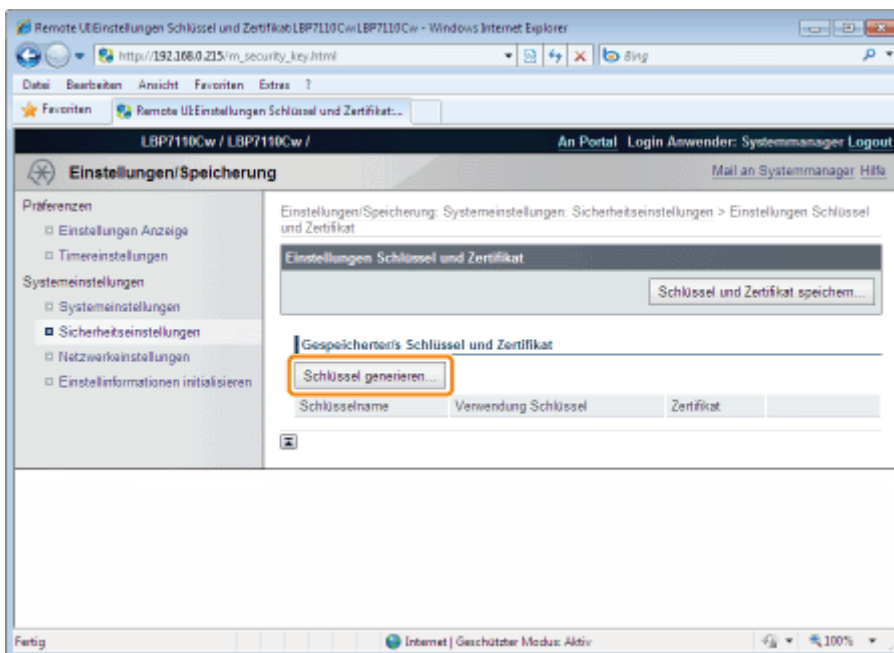 Remote UI:Einstellungen Schlüssel und Zertifikat:LBP7110Cw:LBP7110Cw - Windows Internet Explorer
http://192.168.0.215/m_security_key.html
Bing
Datei Bearbeiten Ansicht Favoriten Extras ?
Favoriten Remote UI:Einstellungen Schlüssel und Zertifikat:...
LBP7110Cw / LBP7110Cw / An Portal Login Anwender: Systemmanager Logout
Einstellungen/Speicherung Mail an Systemmanager Hilfe
Präferenzen
Einstellungen Anzeige
Timereinstellungen
Systemeinstellungen
Systemeinstellungen
Sicherheitseinstellungen
Netzwerkeinstellungen
Einstellinformationen initialisieren
Einstellungen/Speicherung: Systemeinstellungen: Sicherheitseinstellungen > Einstellungen Schlüssel
und Zertifikat
Einstellungen Schlüssel und Zertifikat
Schlüssel und Zertifikat speichern...
Gespeicherter/s Schlüssel und Zertifikat
Schlüssel generieren...
Schlüsselname Verwendung Schlüssel Zertifikat
Fertig Internet | Geschützter Modus: Aktiv 100%